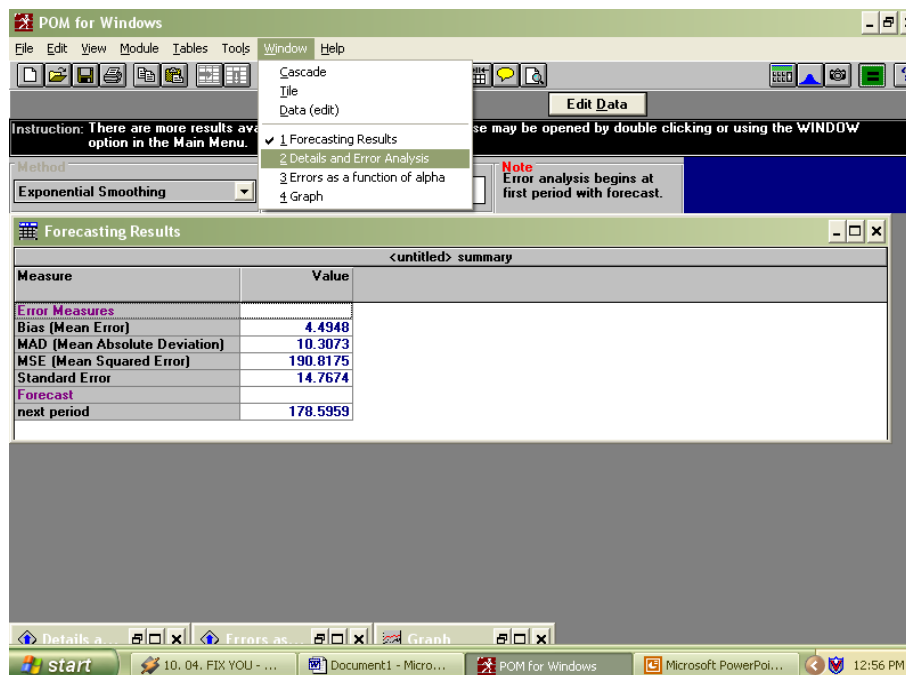 POM for Windows
File Edit View Module Tables Tools Window Help
Cascade
Tile
Data (edit)
1 Forecasting Results
2 Details and Error Analysis
3 Errors as a function of alpha
4 Graph
Edit Data
Instruction: There are more results ava se may be opened by double clicking or using the WINDOW
option in the Main Menu.
Method
Exponential Smoothing
Note
Error analysis begins at
first period with forecast.
Forecasting Results
<untitled> summary
Measure Value
Error Measures
Bias (Mean Error) 4.4948
MAD (Mean Absolute Deviation) 10.3073
MSE (Mean Squared Error) 190.8175
Standard Error 14.7674
Forecast
next period 178.5959
Details a... Errors as... Graph
start 10. 04. FIX YOU - ... Document1 - Micro... POM for Windows Microsoft PowerPoi... 12:56 PM